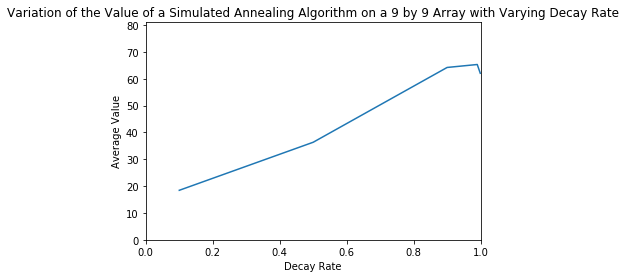 Variation of the Value of a Simulated Annealing Algorithm on a 9 by 9 Array with Varying Decay Rate
80
70
60
50
40
30
20
10
0
Average Value
0.0 0.2 0.4 0.6 0.8 1.0
Decay Rate